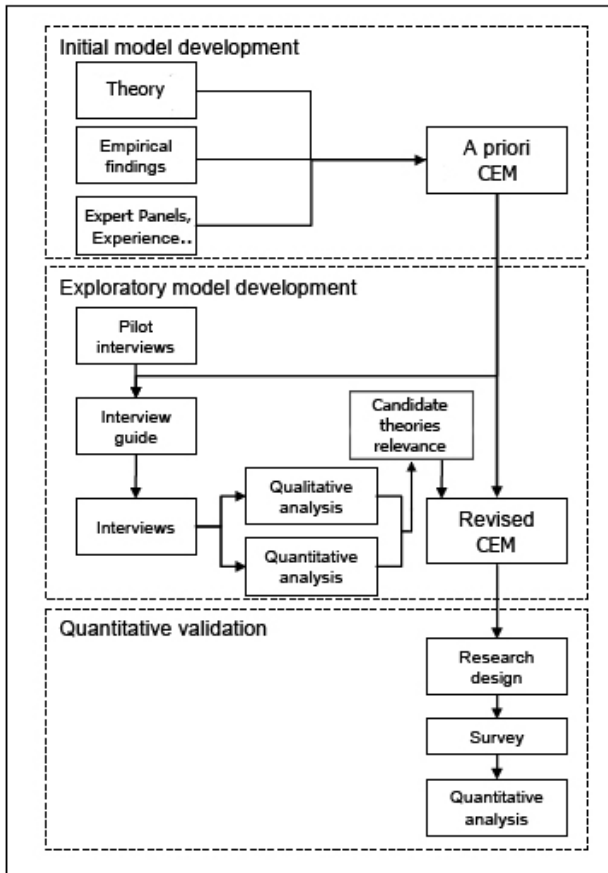 Initial model development
Theory
Empirical
findings
Expert Panels,
Experience..
A priori
CEM
Exploratory model development
Pilot
interviews
Interview
guide
Interviews
Qualitative
analysis
Quantitative
analysis
Candidate
theories
relevance
Revised
CEM
Quantitative validation
Research
design
Survey
Quantitative
analysis